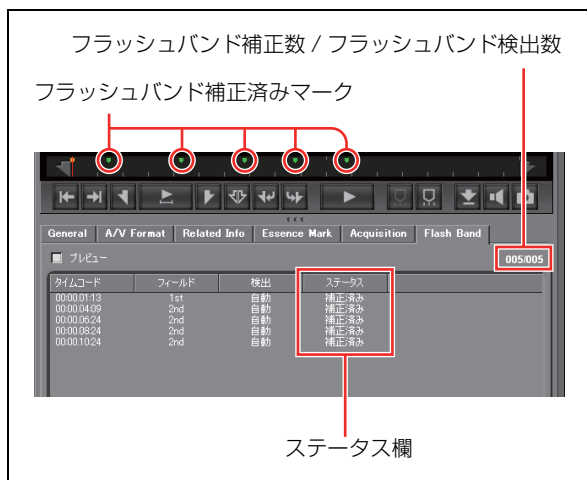 フラッシュバンド補正数 / フラッシュバンド検出数
フラッシュバンド補正済みマーク
General A/V Format Related Info Essence Mark Acquisition Flash Band
プレビュー 005/005
タイムコード フィールド 検出 ステータス
00:00:01:13 1st 自動 補正済み
00:00:04:09 2nd 自動 補正済み
00:00:06:24 2nd 自動 補正済み
00:00:08:24 2nd 自動 補正済み
00:00:10:24 2nd 自動 補正済み
ステータス欄